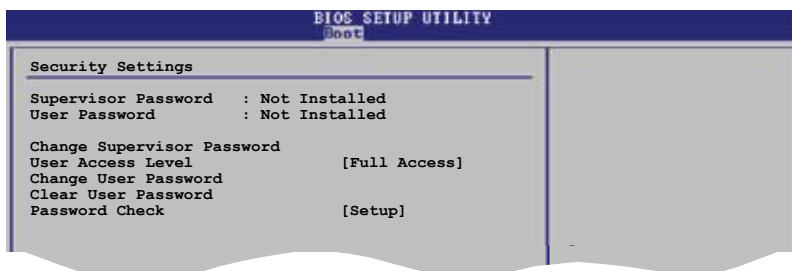 BIOS SETUP UTILITY
Boot
Security Settings
Supervisor Password : Not Installed
User Password : Not Installed
Change Supervisor Password
User Access Level [Full Access]
Change User Password
Clear User Password
Password Check [Setup]